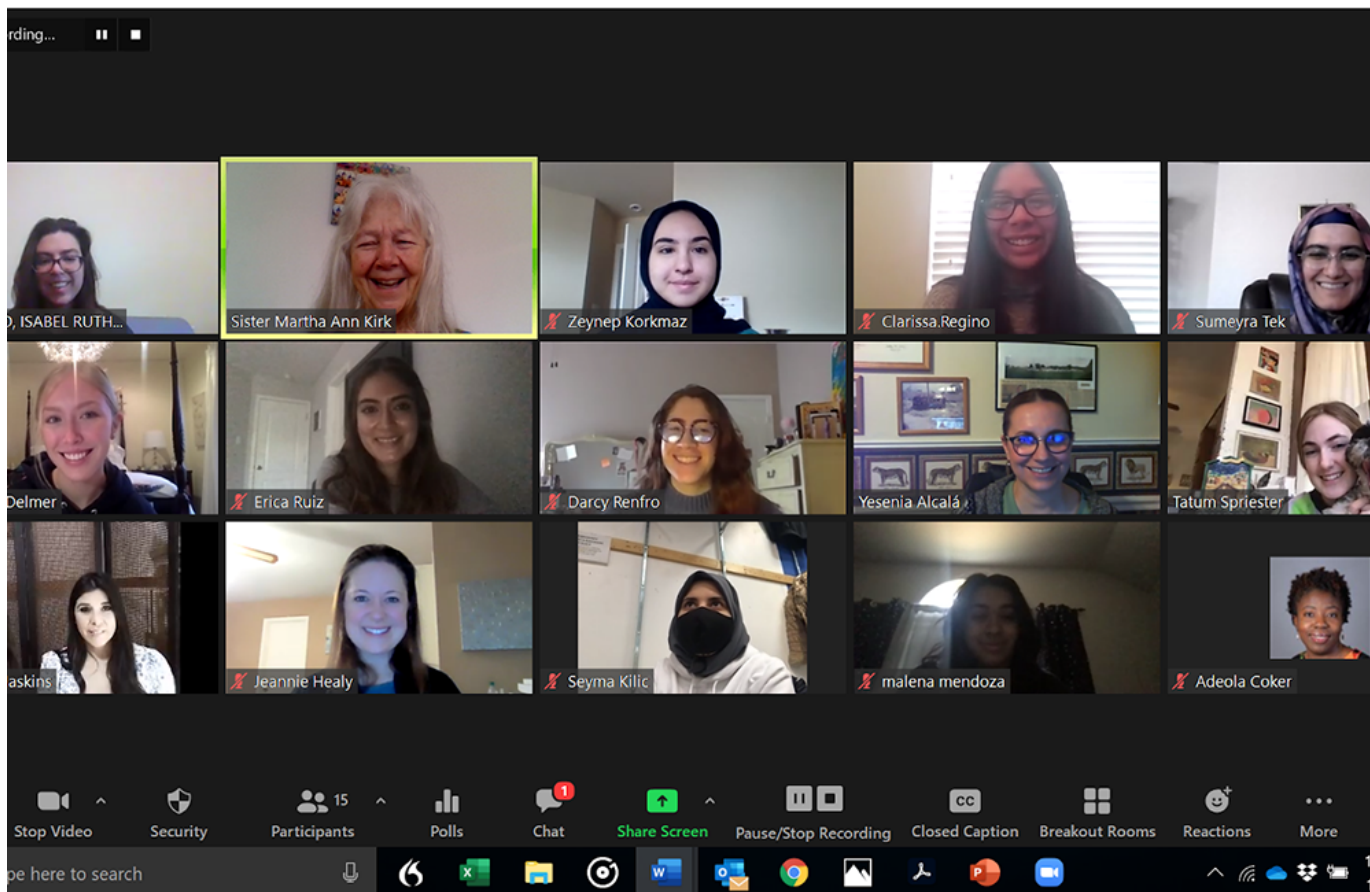 rding...
O, ISABEL RUTH...
Sister Martha Ann Kirk
Zeynep Korkmaz
Clarissa.Regino
Sumeyra Tek
Delmer
Erica Ruiz
Darcy Renfro
Yesenia Alcalá
Tatum Spriester
askins
Jeannie Healy
Seyma Kilic
malena mendoza
Adeola Coker
15
1
CC
Stop Video
Security
Participants
Polls
Chat
Share Screen
Pause/Stop Recording
Closed Caption
Breakout Rooms
Reactions
More
pe here to search